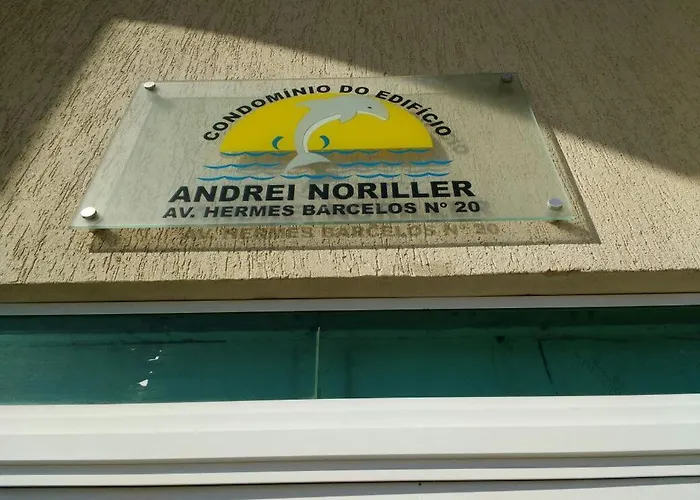 CONDOMÍNIO DO EDIFÍCIO
ANDREI NORILLER
AV. HERMES BARCELOS Nº 20